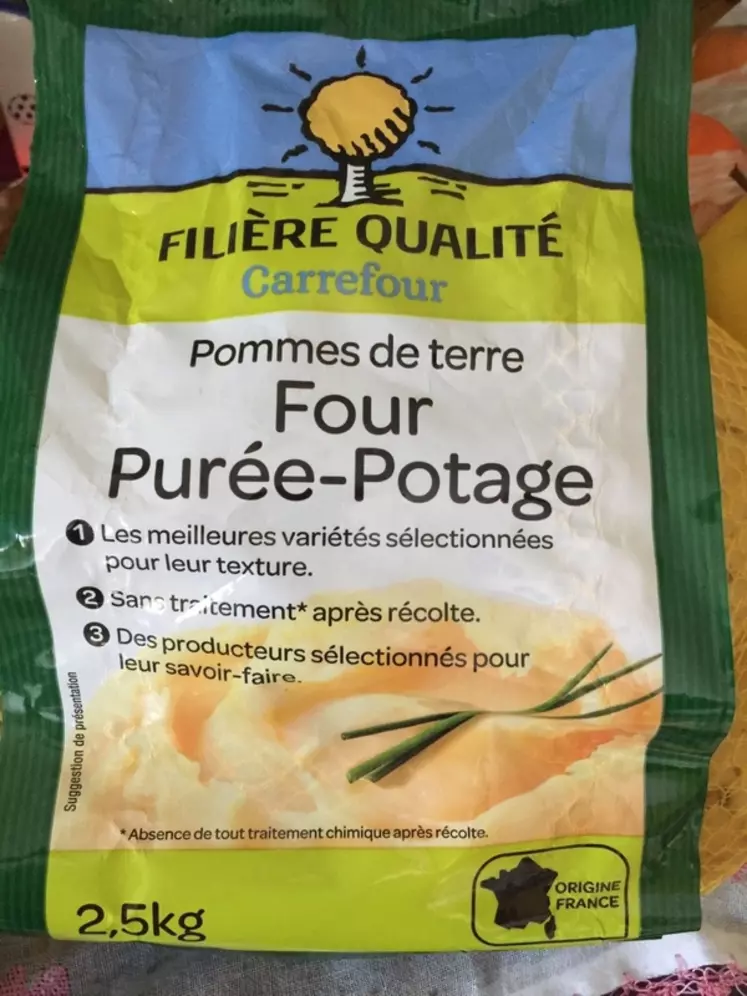 FILIÈRE QUALITÉ
Carrefour
Pommes de terre
Four
Purée-Potage
1 Les meilleures variétés sélectionnées
pour leur texture.
2 Sans traitement* après récolte.
3 Des producteurs sélectionnés pour
leur savoir-faire.
Suggestion de présentation
*Absence de tout traitement chimique après récolte.
2,5kg
ORIGINE
FRANCE